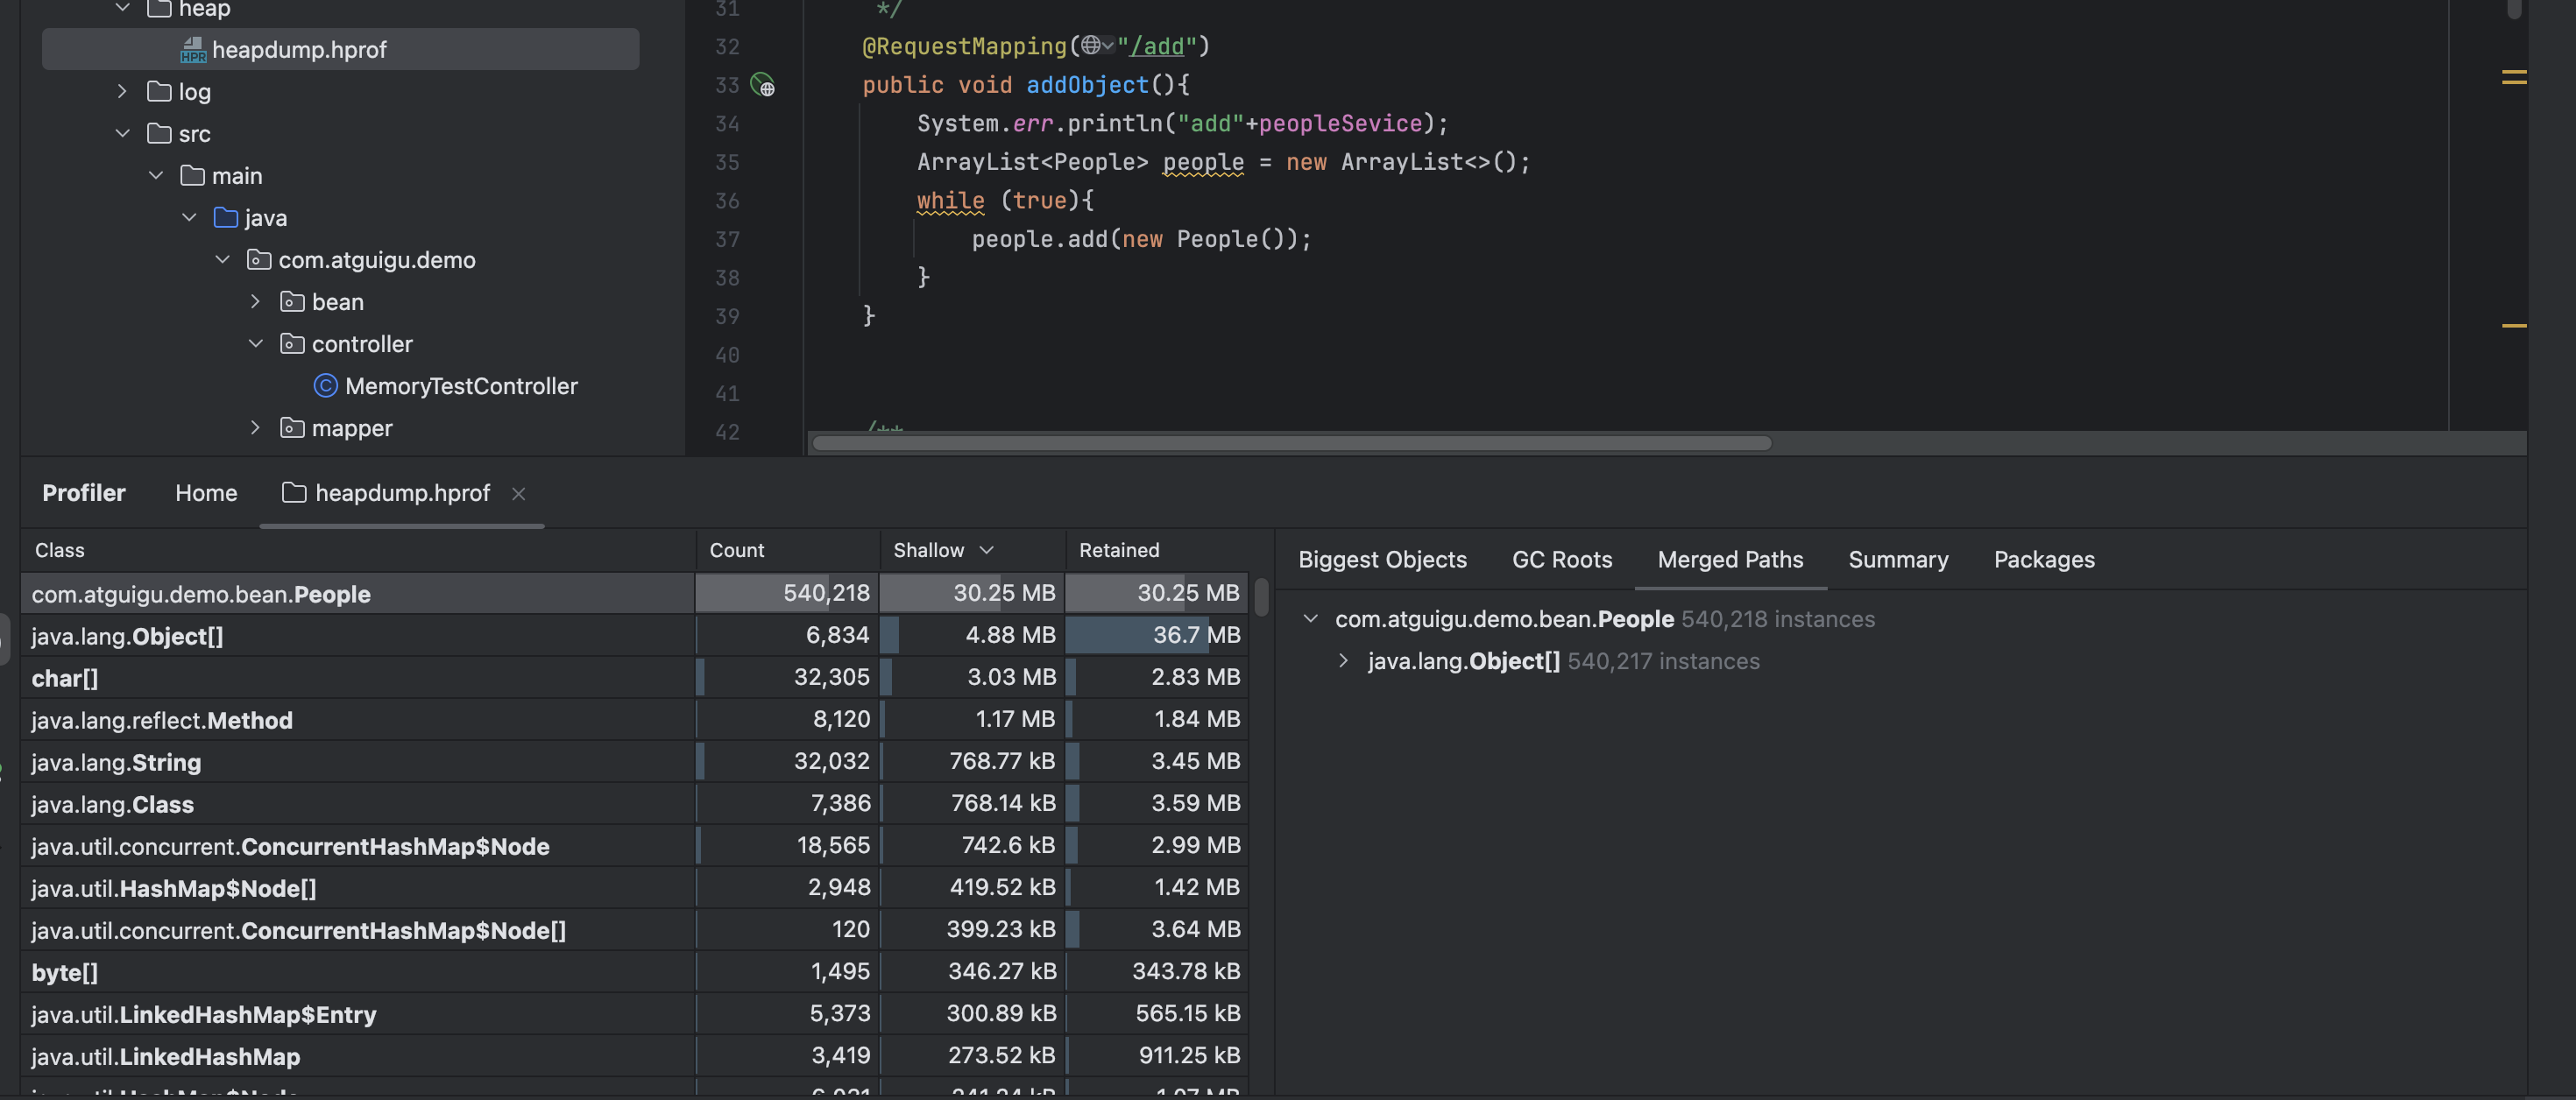 heap
heapdump.hprof
log
src
main
java
com.atguigu.demo
bean
controller
MemoryTestController
mapper
31 */
32 @RequestMapping("/add")
33 public void addObject(){
34 System.err.println("add"+peopleSevice);
35 ArrayList<People> people = new ArrayList<>();
36 while (true){
37 people.add(new People());
38 }
39 }
40
41
42 /**
Profiler Home heapdump.hprof
Class Count Shallow Retained
com.atguigu.demo.bean.People 540,218 30.25 MB 30.25 MB
java.lang.Object[] 6,834 4.88 MB 36.7 MB
char[] 32,305 3.03 MB 2.83 MB
java.lang.reflect.Method 8,120 1.17 MB 1.84 MB
java.lang.String 32,032 768.77 kB 3.45 MB
java.lang.Class 7,386 768.14 kB 3.59 MB
java.util.concurrent.ConcurrentHashMap$Node 18,565 742.6 kB 2.99 MB
java.util.HashMap$Node[] 2,948 419.52 kB 1.42 MB
java.util.concurrent.ConcurrentHashMap$Node[] 120 399.23 kB 3.64 MB
byte[] 1,495 346.27 kB 343.78 kB
java.util.LinkedHashMap$Entry 5,373 300.89 kB 565.15 kB
java.util.LinkedHashMap 3,419 273.52 kB 911.25 kB
Biggest Objects GC Roots Merged Paths Summary Packages
com.atguigu.demo.bean.People 540,218 instances
java.lang.Object[] 540,217 instances